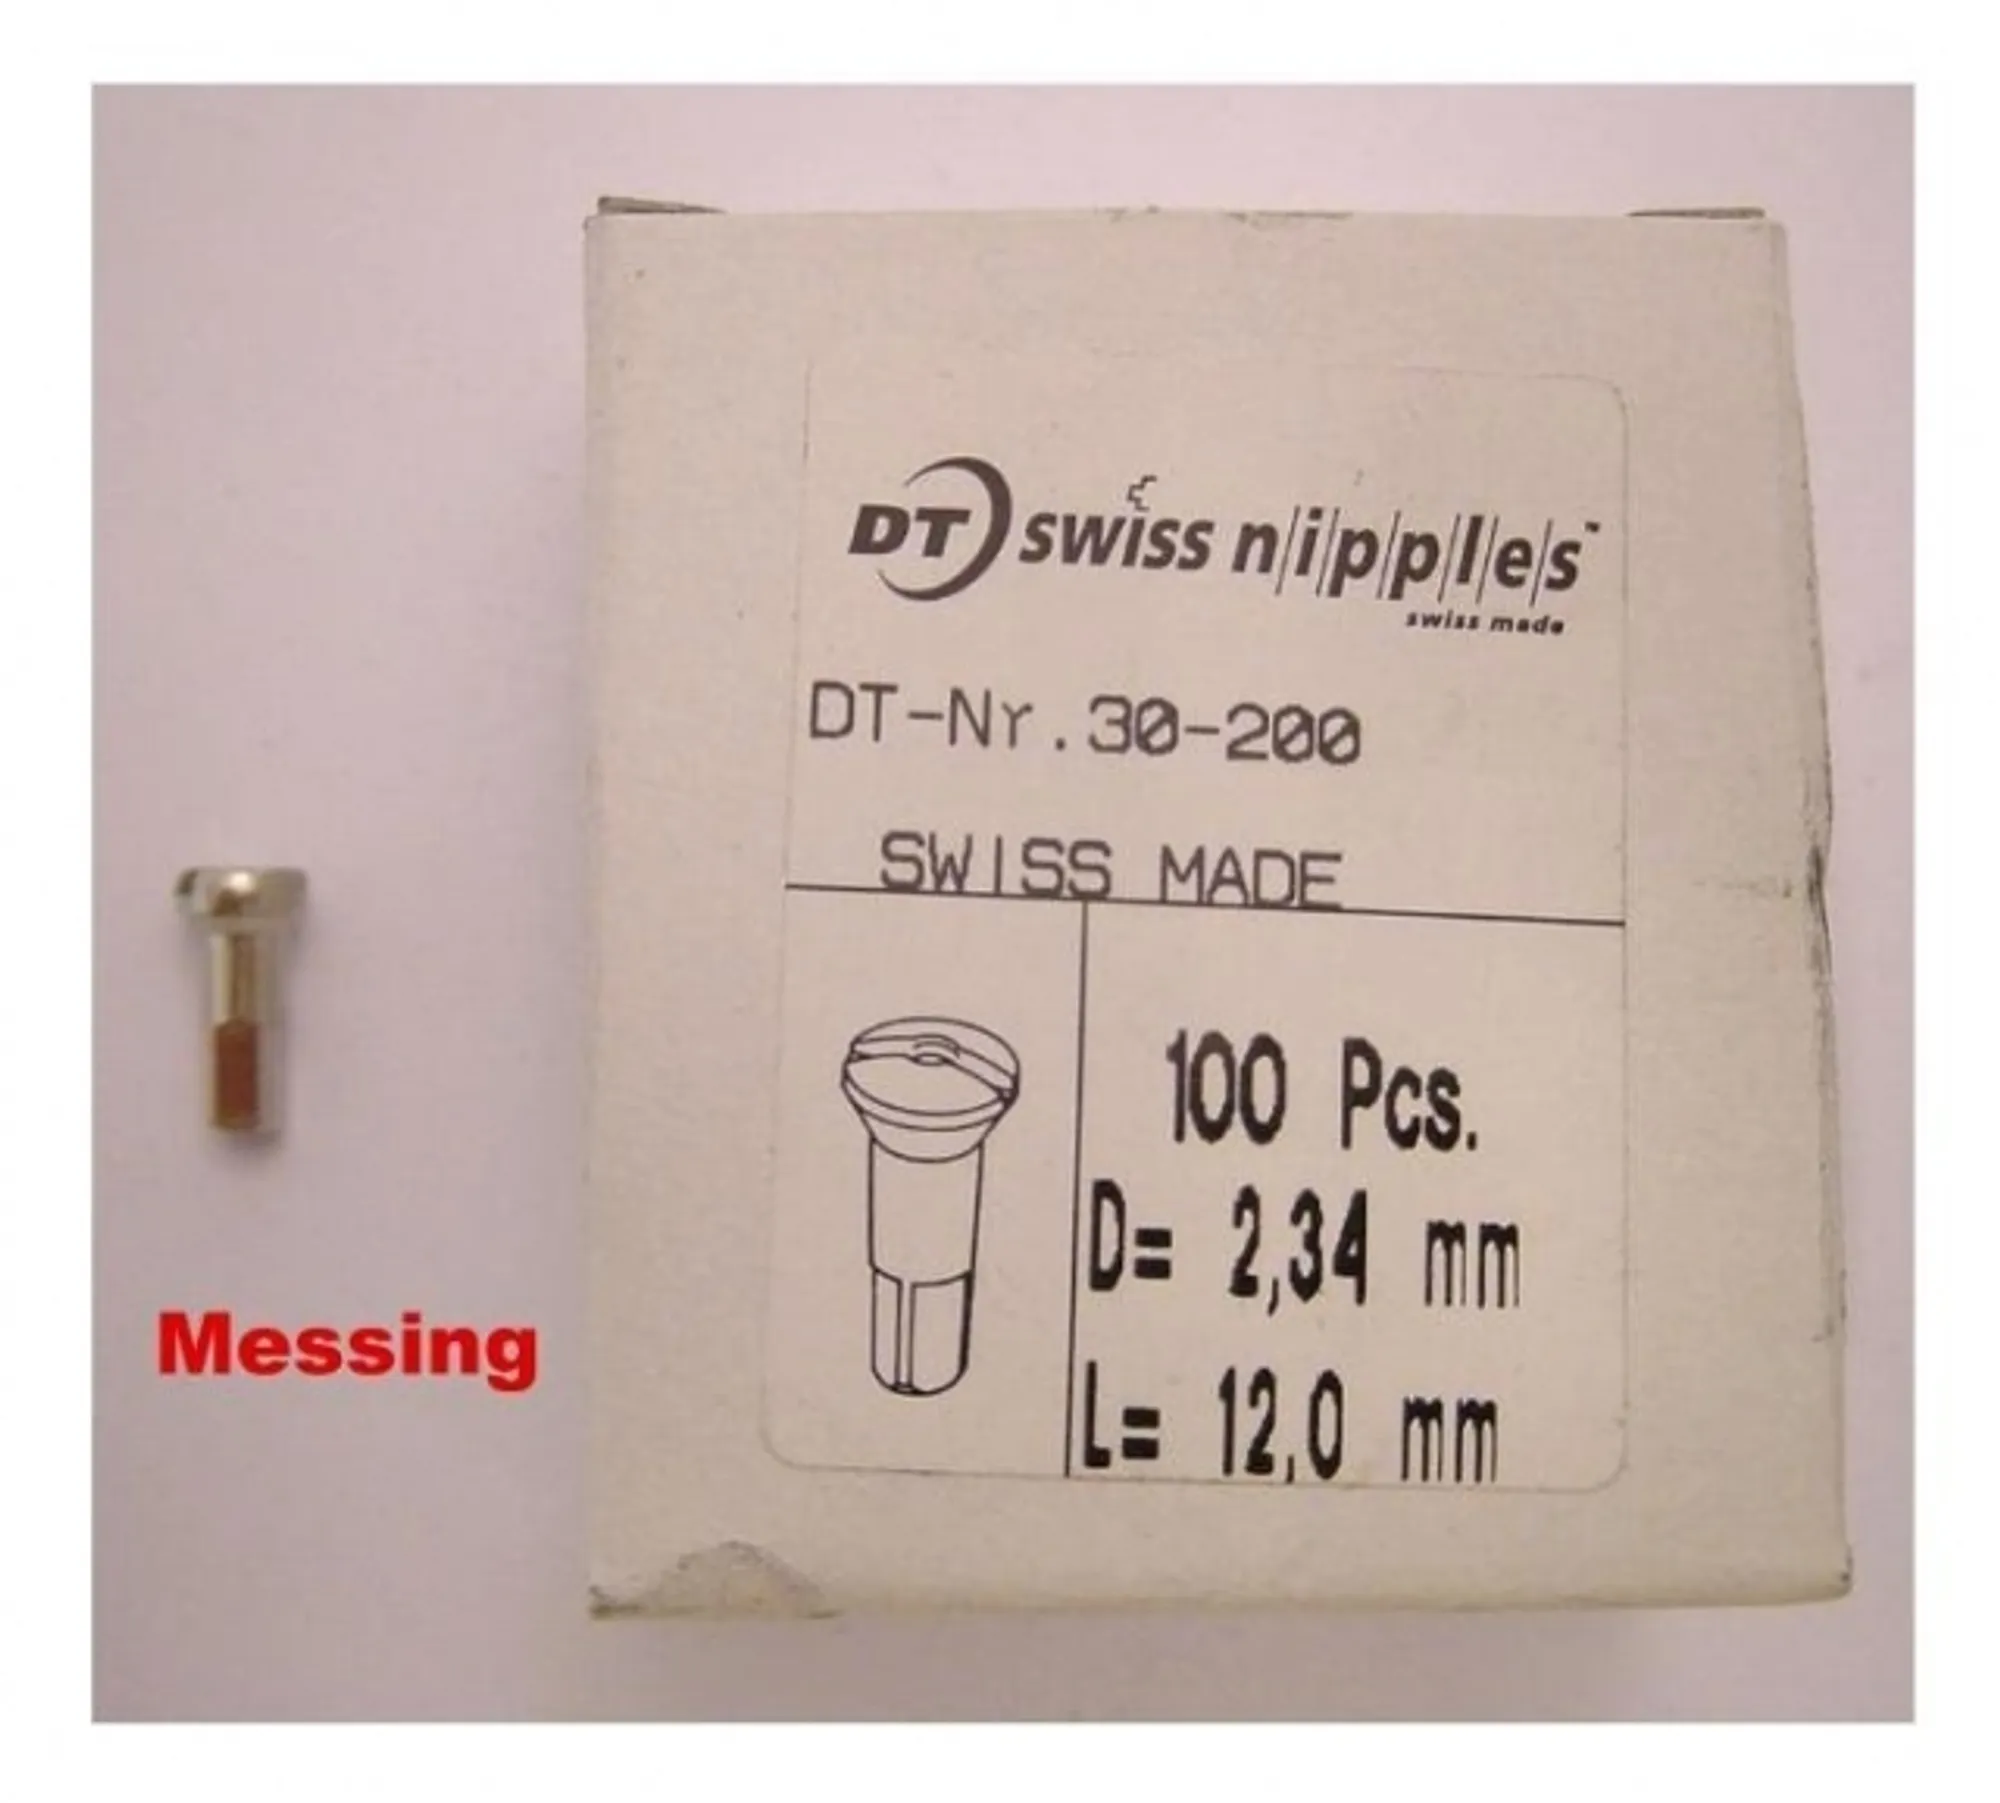 DT swiss n/i/p/p/l/e/s™
swiss made
DT-Nr.30-200
SWISS MADE
100 Pcs.
D= 2,34 mm
L= 12,0 mm
Messing